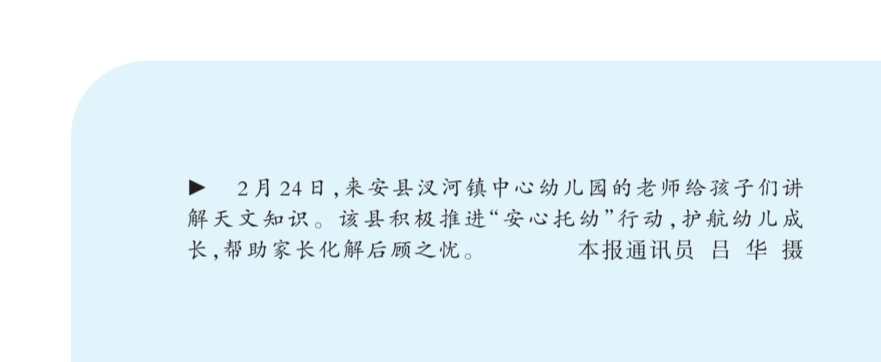 ▶ 2月24日,来安县汊河镇中心幼儿园的老师给孩子们讲
解天文知识。该县积极推进“安心托幼”行动,护航幼儿成
长,帮助家长化解后顾之忧。 本报通讯员 吕 华 摄